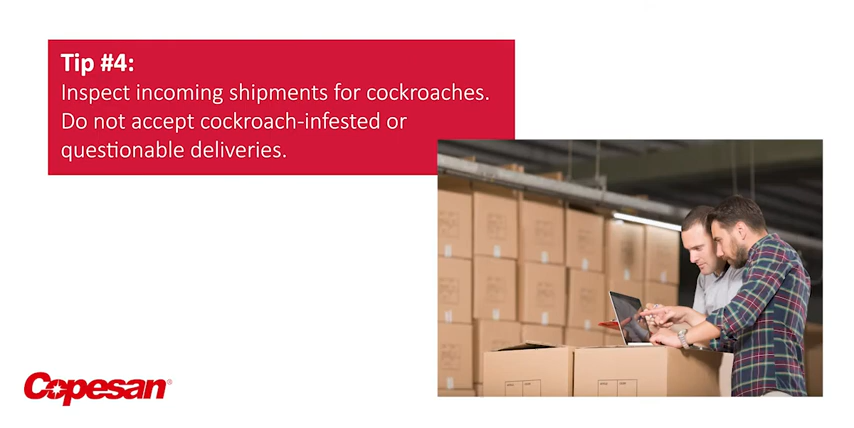 Tip #4:
Inspect incoming shipments for cockroaches.
Do not accept cockroach-infested or
questionable deliveries.
Copesan®